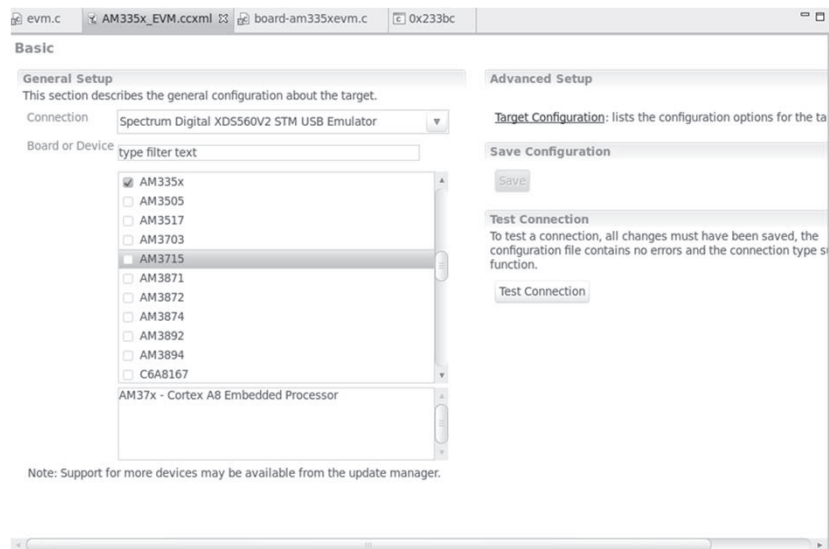 evm.c
AM335x_EVM.ccxml
board-am335xevm.c
0x233bc
Basic
General Setup
This section describes the general configuration about the target.
Connection
Spectrum Digital XDS560V2 STM USB Emulator
Board or Device
type filter text
AM335x
AM3505
AM3517
AM3703
AM3715
AM3871
AM3872
AM3874
AM3892
AM3894
C6A8167
AM37x - Cortex A8 Embedded Processor
Note: Support for more devices may be available from the update manager.
Advanced Setup
Target Configuration: lists the configuration options for the ta
Save Configuration
Save
Test Connection
To test a connection, all changes must have been saved, the
configuration file contains no errors and the connection type s
function.
Test Connection